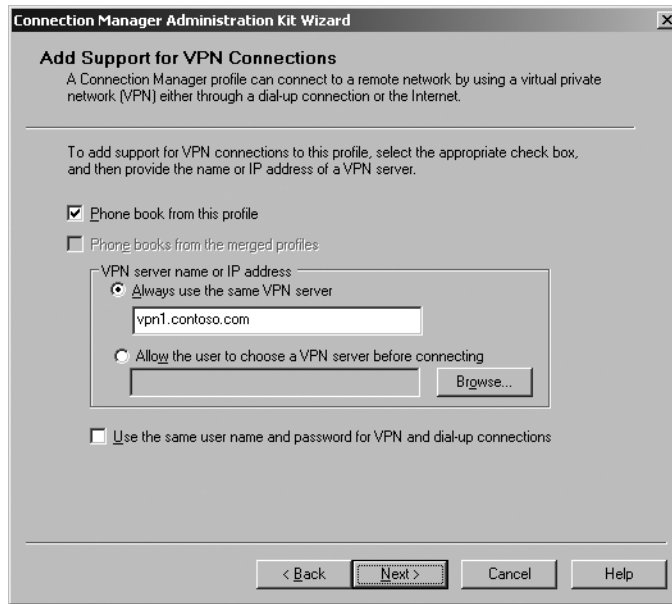 Connection Manager Administration Kit Wizard
Add Support for VPN Connections
A Connection Manager profile can connect to a remote network by using a virtual private
network (VPN) either through a dial-up connection or the Internet.
To add support for VPN connections to this profile, select the appropriate check box,
and then provide the name or IP address of a VPN server.
Phone book from this profile
Phone books from the merged profiles
VPN server name or IP address
Always use the same VPN server
vpn1.contoso.com
Allow the user to choose a VPN server before connecting
Browse...
Use the same user name and password for VPN and dial-up connections
< Back Next > Cancel Help